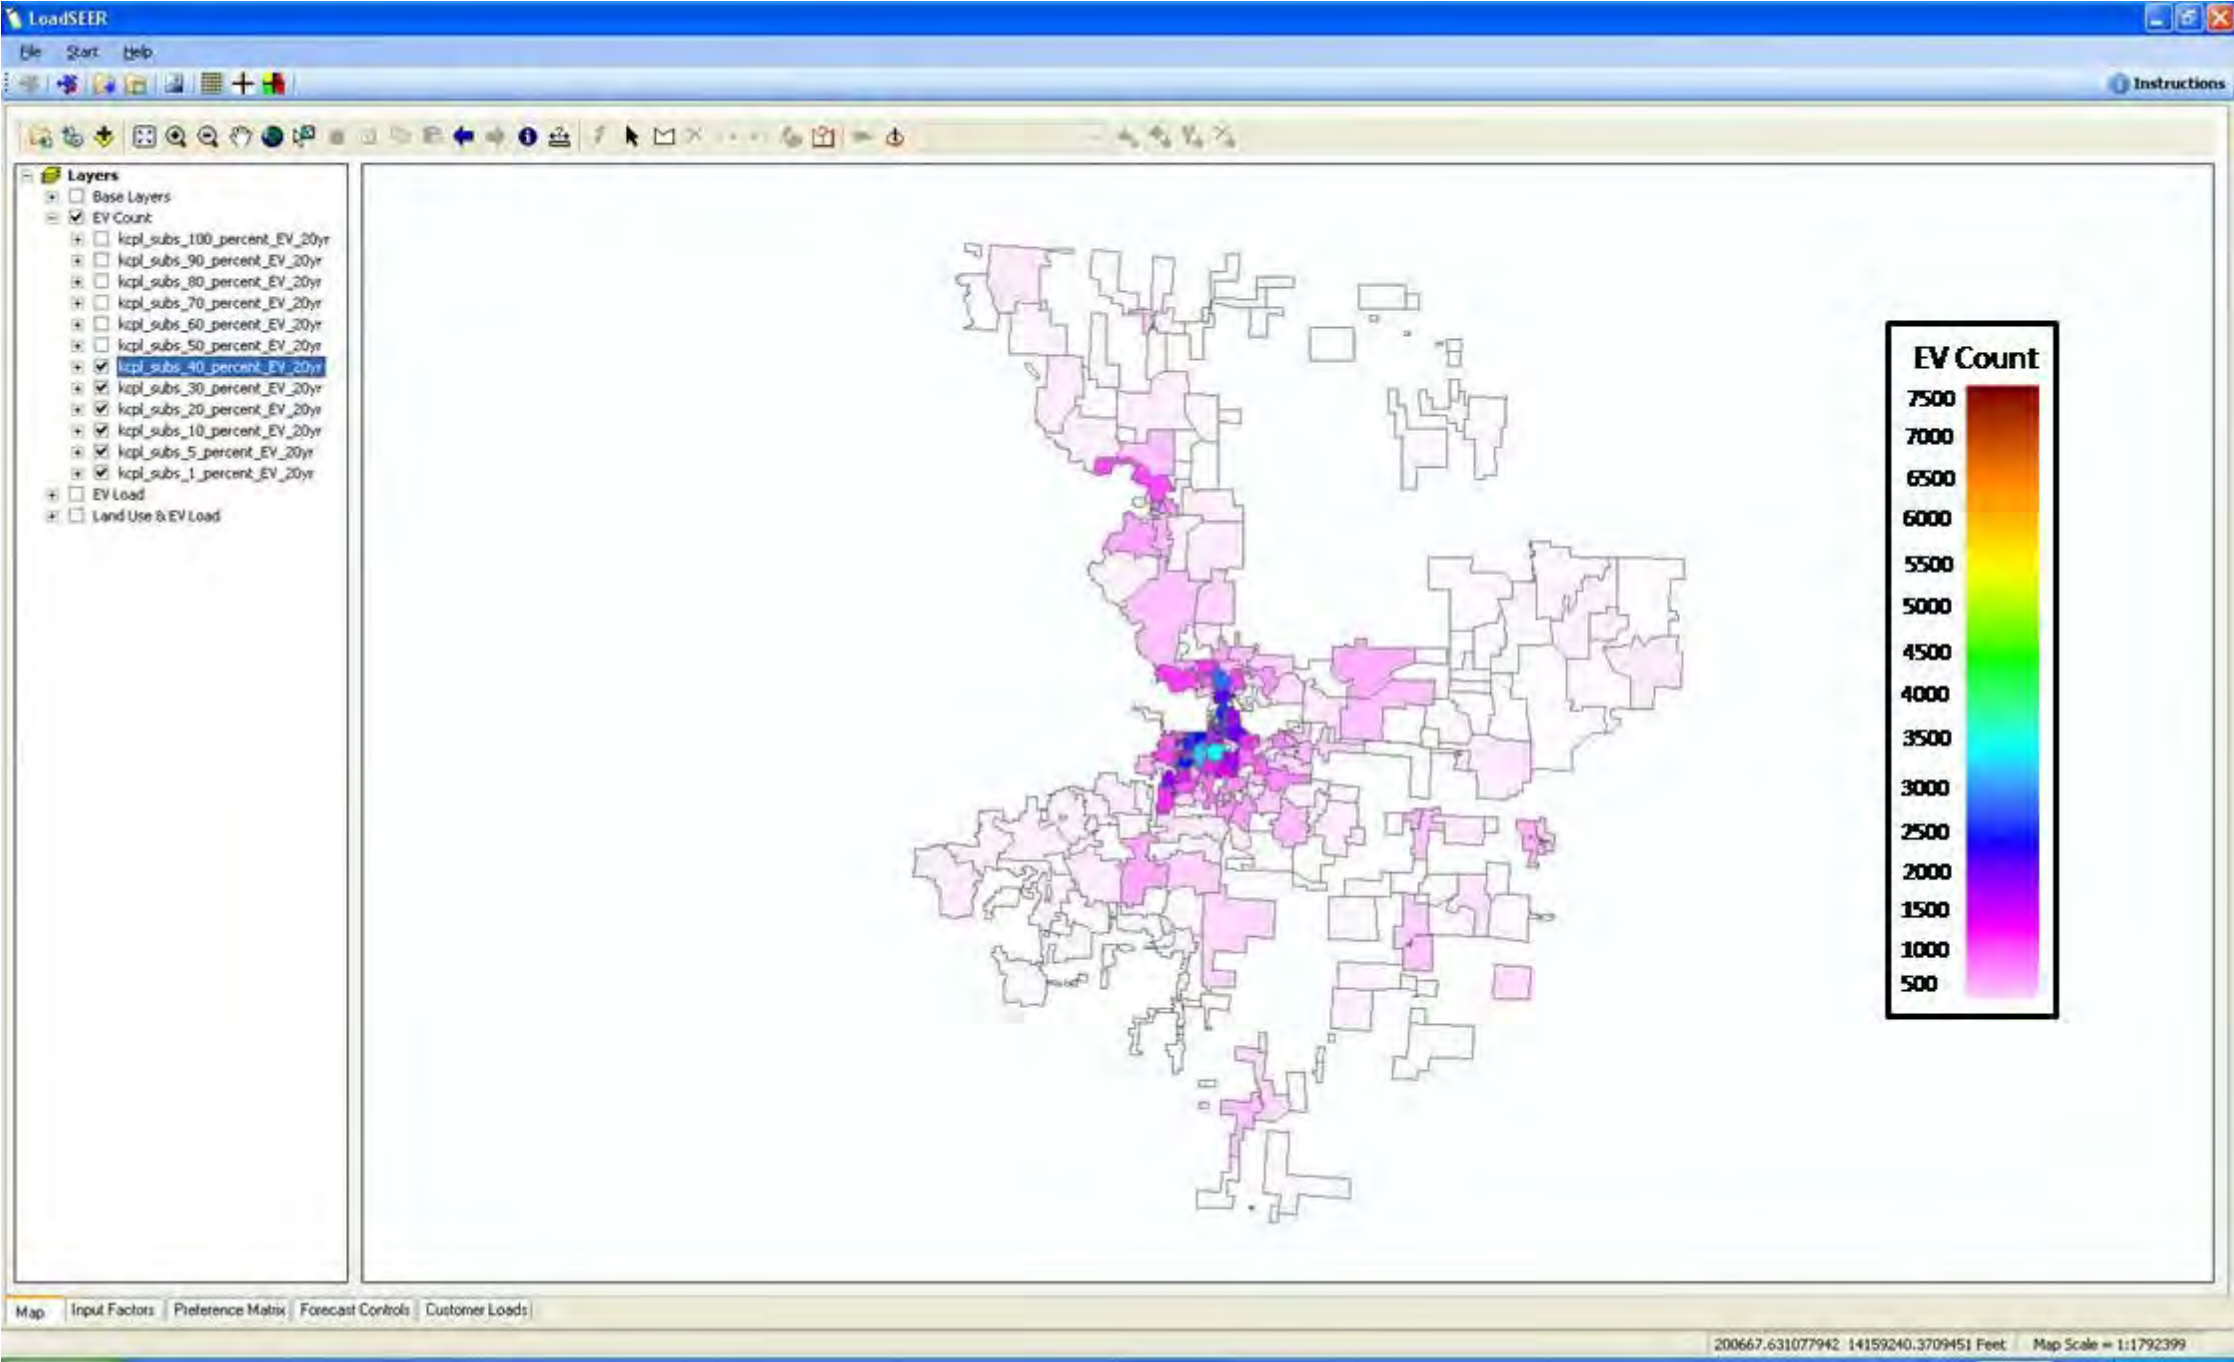 LoadSEER
File Start Help
Instructions
Layers
Base Layers
EV Count
kcpl_subs_100_percent_EV_20yr
kcpl_subs_90_percent_EV_20yr
kcpl_subs_80_percent_EV_20yr
kcpl_subs_70_percent_EV_20yr
kcpl_subs_60_percent_EV_20yr
kcpl_subs_50_percent_EV_20yr
kcpl_subs_40_percent_EV_20yr
kcpl_subs_30_percent_EV_20yr
kcpl_subs_20_percent_EV_20yr
kcpl_subs_10_percent_EV_20yr
kcpl_subs_5_percent_EV_20yr
kcpl_subs_1_percent_EV_20yr
EV Load
Land Use & EV Load
EV Count
7500
7000
6500
6000
5500
5000
4500
4000
3500
3000
2500
2000
1500
1000
500
Map Input Factors Preference Matrix Forecast Controls Customer Loads
200667.631077942 14159240.3709451 Feet Map Scale = 1:1792399